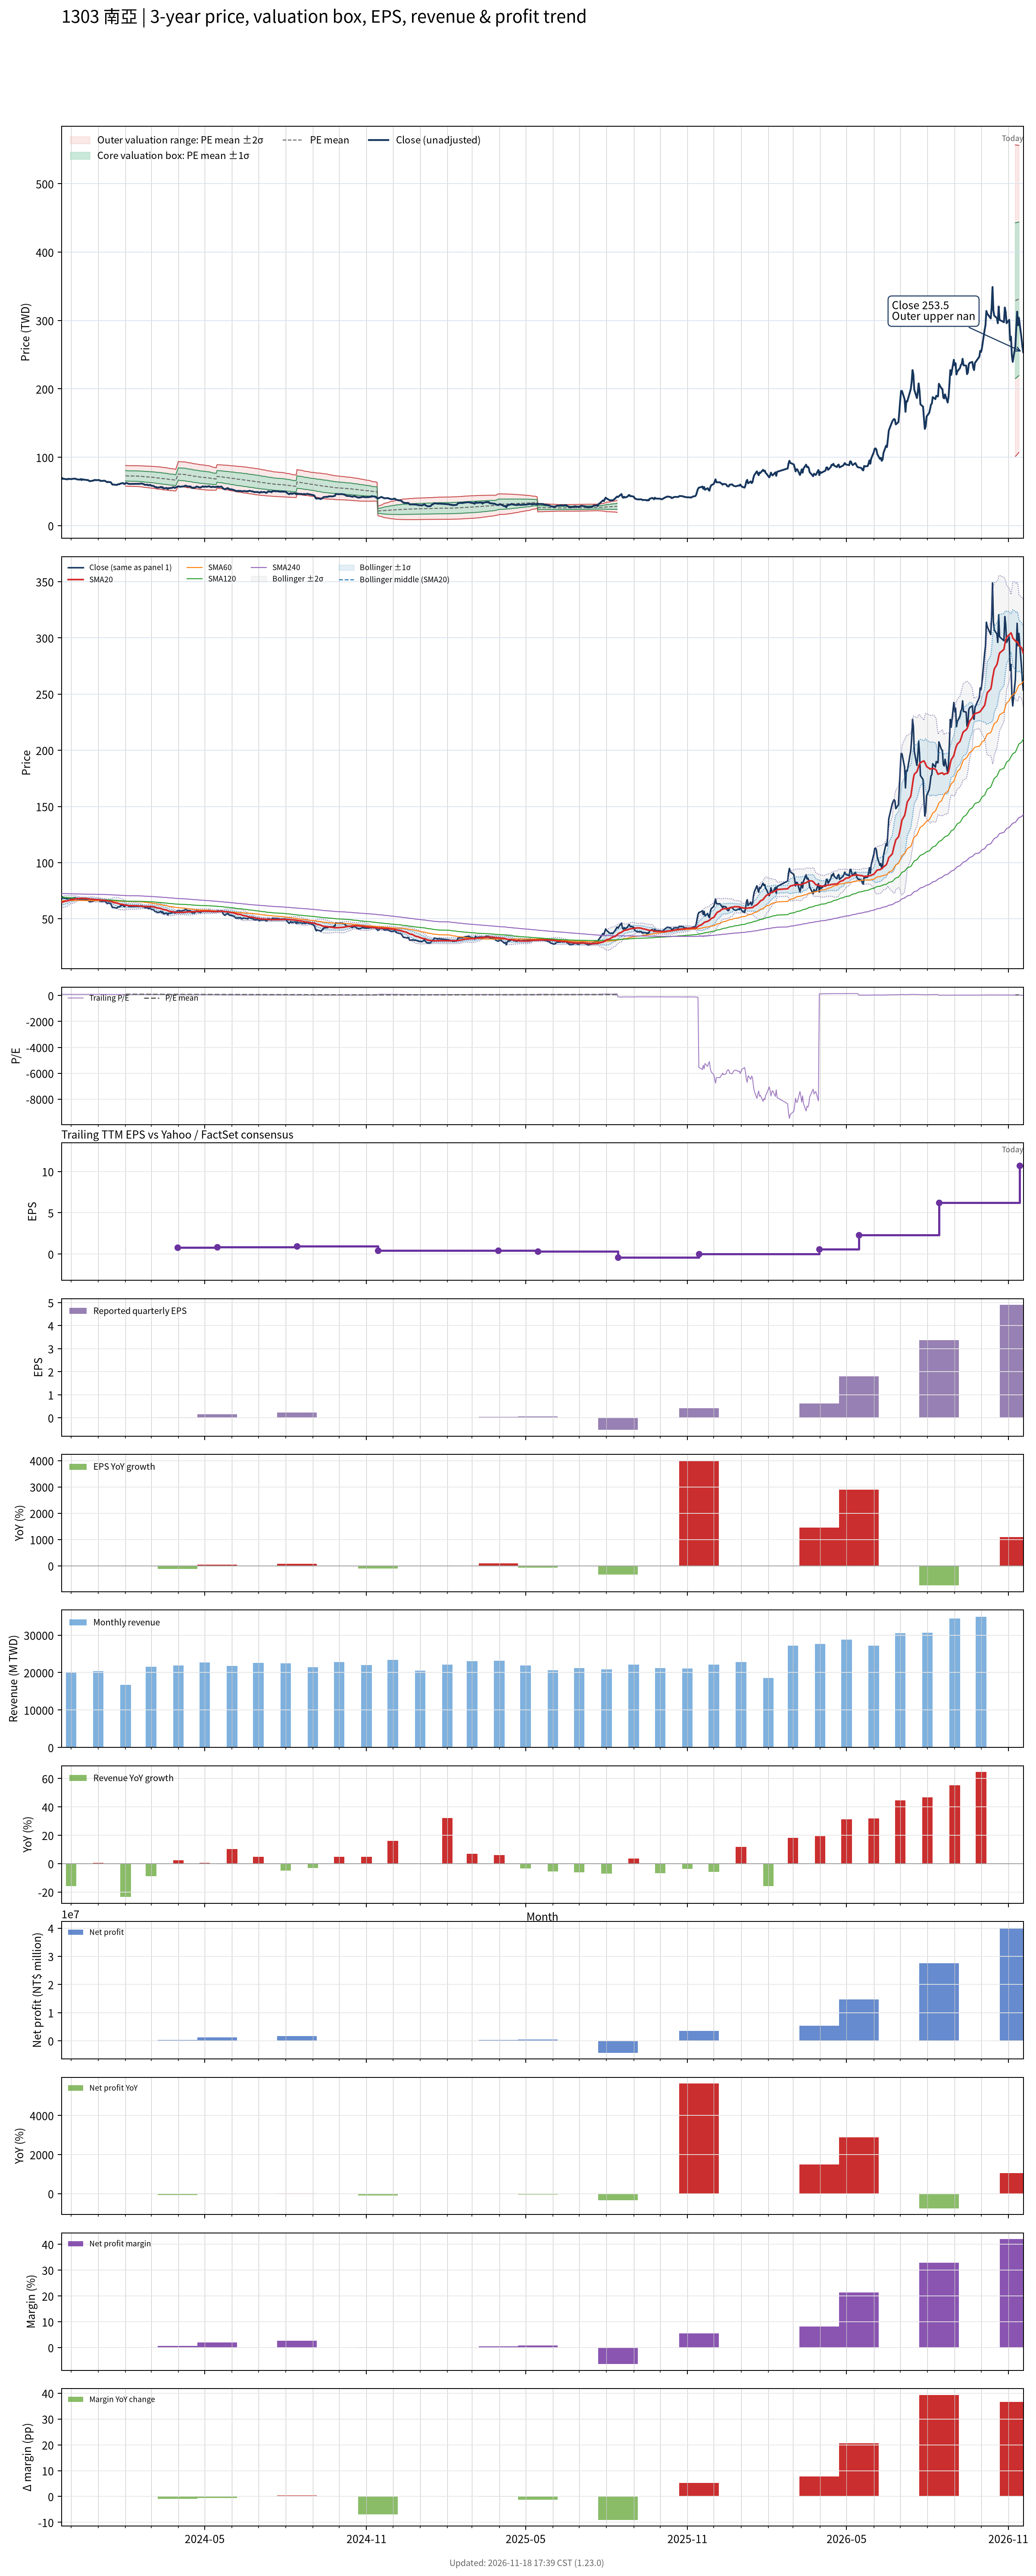 1303 南亞 | 3-year price, valuation box, EPS, revenue & profit trend
Outer valuation range: PE mean ±2σ
Core valuation box: PE mean ±1σ
PE mean
Close (unadjusted)
Today
Close 253.5
Outer upper nan
Price (TWD)
500
400
300
200
100
0
Close (same as panel 1)
SMA20
SMA60
SMA120
SMA240
Bollinger ±2σ
Bollinger ±1σ
Bollinger middle (SMA20)
Price
350
300
250
200
150
100
50
Trailing P/E
P/E mean
P/E
0
-2000
-4000
-6000
-8000
Trailing TTM EPS vs Yahoo / FactSet consensus
Today
EPS
10
5
0
Reported quarterly EPS
EPS
5
4
3
2
1
0
EPS YoY growth
YoY (%)
4000
3000
2000
1000
0
Monthly revenue
Revenue (M TWD)
30000
20000
10000
0
Revenue YoY growth
YoY (%)
60
40
20
0
-20
Month
1e7
Net profit
Net profit (NT$ million)
4
3
2
1
0
Net profit YoY
YoY (%)
4000
2000
0
Net profit margin
Margin (%)
40
30
20
10
0
Margin YoY change
Δ margin (pp)
40
30
20
10
0
-10
2024-05
2024-11
2025-05
2025-11
2026-05
2026-11
Updated: 2026-11-18 17:39 CST (1.23.0)